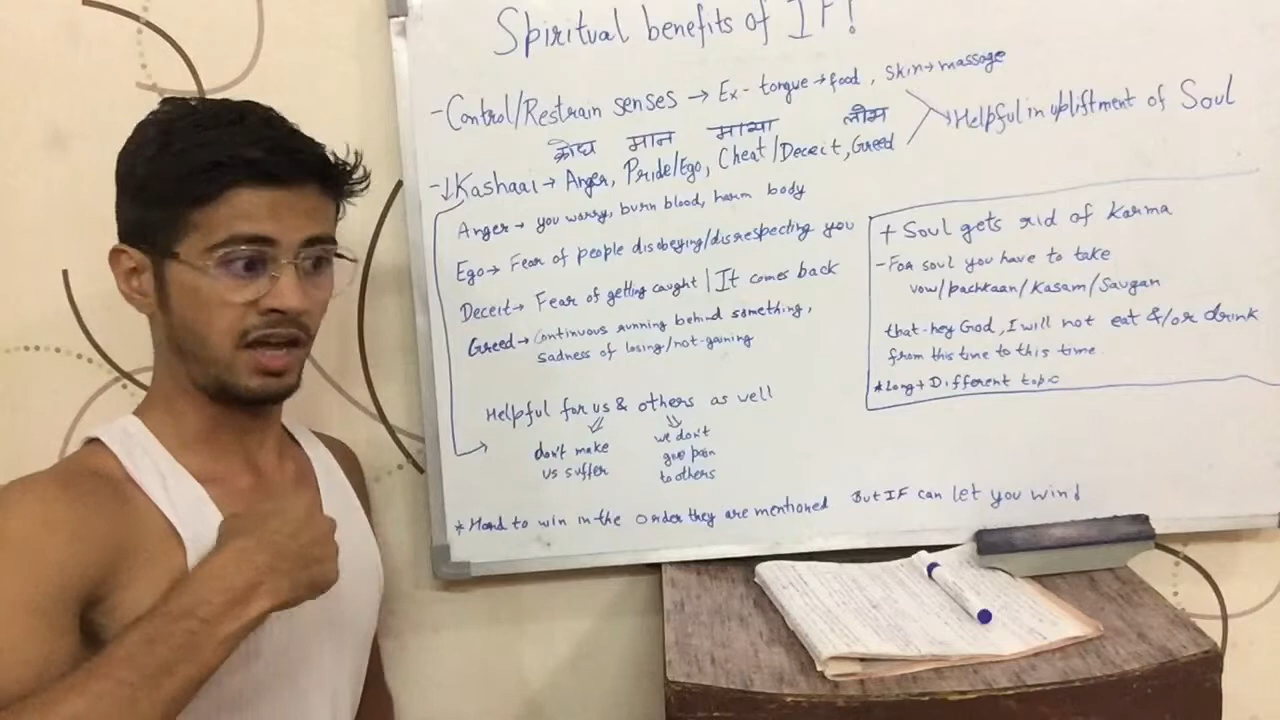 Spiritual benefits of IF!
-Control/Restrain senses → Ex- tongue→food, skin→massage
→Helpful in upliftment of Soul
क्रोध मान माया लोभ
-↓Kashaai→ Anger, Pride/Ego, Cheat/Deceit, Greed
Anger→ you worry, burn blood, harm body
Ego→ Fear of people disobeying/disrespecting you
Deceit→ Fear of getting caught | It comes back
Greed→ Continuous running behind something,
sadness of losing/not-gaining
Helpful for us & others as well
don't make
us suffer
we don't
give pain
to others
*Hard to win in the order they are mentioned But IF can let you win!
+ Soul gets rid of Karma
-For soul you have to take
vow/pachkaan/Kasam/Saugan
that-hey God, I will not eat &/or drink
from this time to this time.
*Long + Different topic